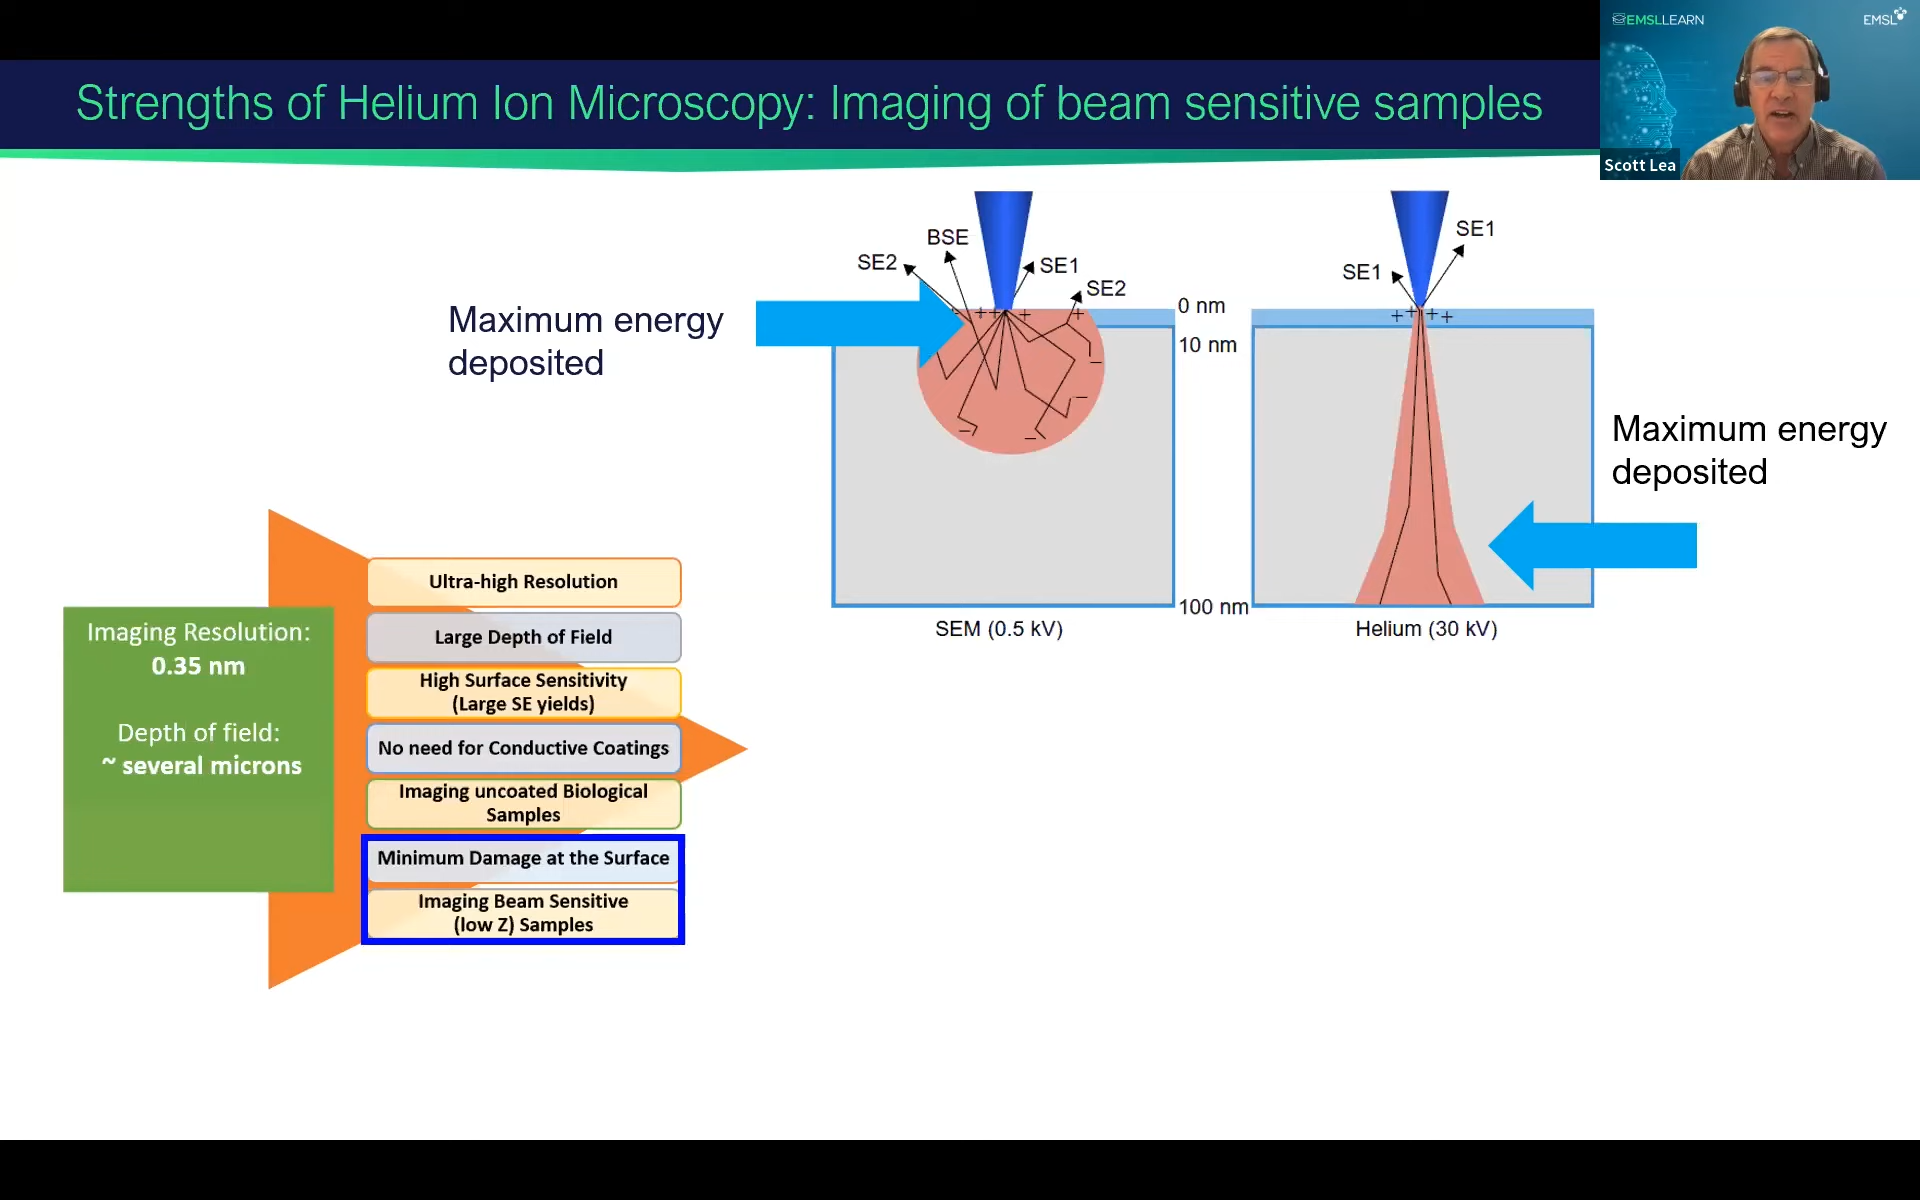 Strengths of Helium Ion Microscopy: Imaging of beam sensitive samples
EMSLLEARN
EMSL
Scott Lea
BSE
SE2
SE1
SE2
SE1
SE1
Maximum energy
deposited
0 nm
10 nm
100 nm
+ + +
+
+
−
−
−
−
+ + + +
Maximum energy
deposited
SEM (0.5 kV)
Helium (30 kV)
Imaging Resolution:
0.35 nm
Depth of field:
~ several microns
Ultra-high Resolution
Large Depth of Field
High Surface Sensitivity
(Large SE yields)
No need for Conductive Coatings
Imaging uncoated Biological
Samples
Minimum Damage at the Surface
Imaging Beam Sensitive
(low Z) Samples